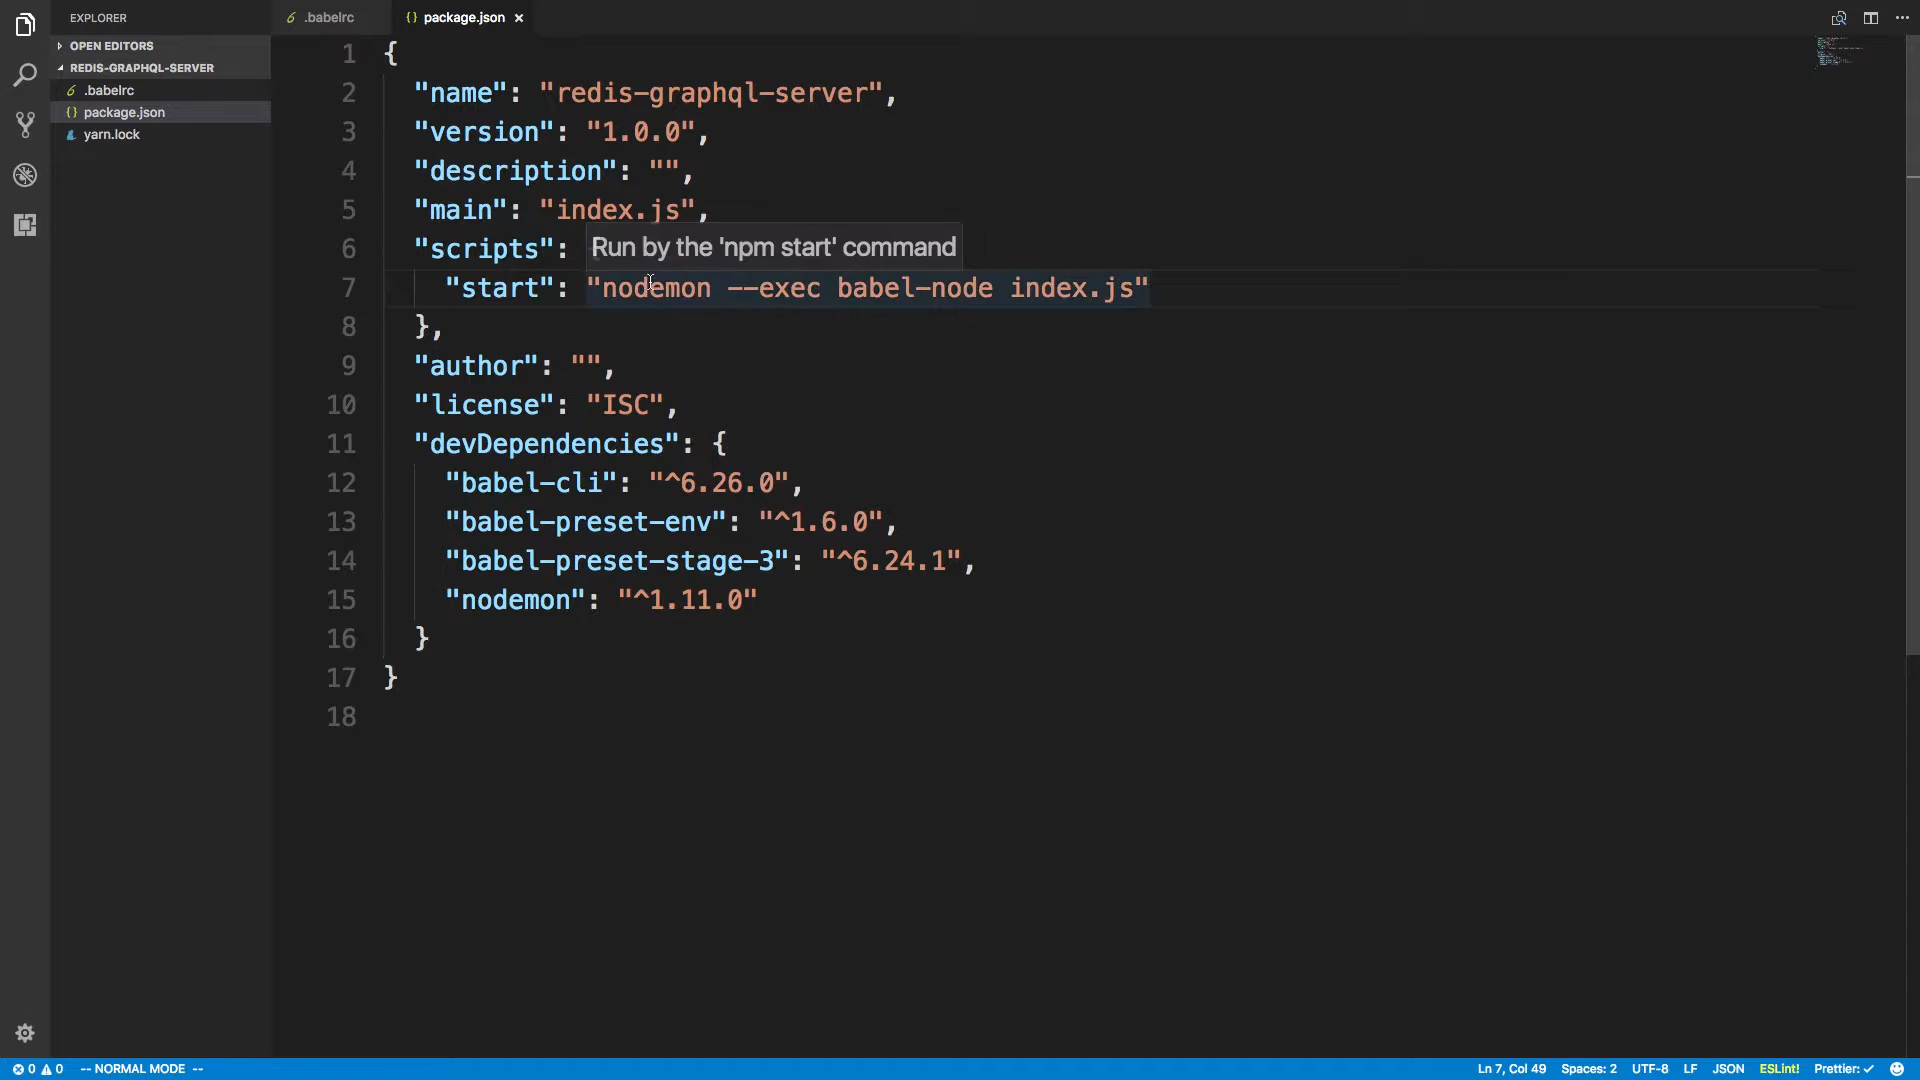 EXPLORER
OPEN EDITORS
REDIS-GRAPHQL-SERVER
.babelrc
package.json
yarn.lock
.babelrc
{} package.json ×
1 {
2 "name": "redis-graphql-server",
3 "version": "1.0.0",
4 "description": "",
5 "main": "index.js",
6 "scripts":
Run by the 'npm start' command
7 "start": "nodemon --exec babel-node index.js"
8 },
9 "author": "",
10 "license": "ISC",
11 "devDependencies": {
12 "babel-cli": "^6.26.0",
13 "babel-preset-env": "^1.6.0",
14 "babel-preset-stage-3": "^6.24.1",
15 "nodemon": "^1.11.0"
16 }
17 }
18
0 0 -- NORMAL MODE -- Ln 7, Col 49 Spaces: 2 UTF-8 LF JSON ESLint! Prettier: ✓